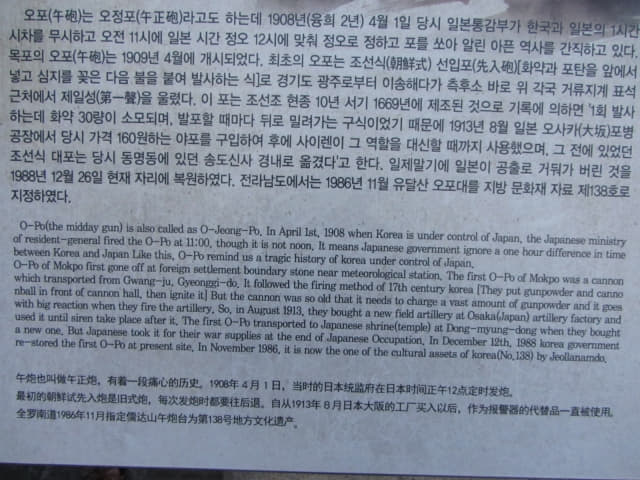 오포(午砲)는 오정포(午正砲)라고도 하는데 1908년(융희 2년) 4월 1일 당시 일본통감부가 한국과 일본의 1시간
시차를 무시하고 오전 11시에 일본 시간 정오 12시에 맞춰 정오로 정하고 포를 쏘아 알린 아픈 역사를 간직하고 있다.
목포의 오포(午砲)는 1909년 4월에 개시되었다. 최초의 오포는 조선식(朝鮮式) 선입포(先入砲)[화약과 포탄을 앞에서
넣고 심지를 꽂은 다음 불을 붙여 발사하는 식]로 경기도 광주로부터 이송해다가 측후소 바로 위 각국 거류지계 표석
근처에서 제일성(第一聲)을 울렸다. 이 포는 조선조 현종 10년 서기 1669년에 제조된 것으로 기록에 의하면 '1회 발사
하는데 화약 30량이 소모되며, 발포할 때마다 뒤로 밀려가는 구식이었기 때문에 1913년 8월 일본 오사카(大坂)포병
공장에서 당시 가격 160원하는 야포를 구입하여 후에 사이렌이 그 역할을 대신할 때까지 사용했으며, 그 전에 있었던
조선식 대포는 당시 동명동에 있던 송도신사 경내로 옮겼다'고 한다. 일제말기에 일본이 공출로 거둬가 버린 것을
1988년 12월 26일 현재 자리에 복원하였다. 전라남도에서는 1986년 11월 유달산 오포대를 지방 문화재 자료 제138호로
지정하였다.
O-Po(the midday gun) is also called as O-Jeong-Po. In April 1st, 1908 when Korea is under control of Japan, the Japanese ministry
of resident-general fired the O-Po at 11:00, though it is not noon. It means Japanese government ignore a one hour difference in time
between Korea and Japan Like this, O-Po remind us a tragic history of korea under control of Japan.
O-Po of Mokpo first gone off at foreign settlement boundary stone near meteorological station. The first O-Po of Mokpo was a cannon
which transported from Gwang-ju, Gyeonggi-do. It followed the firing method of 17th century korea [They put gunpowder and canno
nball in front of cannon hall, then ignite it] But the cannon was so old that it needs to charge a vast amount of gunpowder and it goes
with big reaction when they fire the artillery. So, in August 1913, they bought a new field artillery at Osaka(Japan) artillery factory and
used it until siren take place after it. The first O-Po transported to Japanese shrine(temple) at Dong-myung-dong when they bought
a new one. But Japanese took it for their war supplies at the end of Japanese Occupation. In December 12th, 1988 korea government
re-stored the first O-Po at present site. In November 1986, it is now the one of the cultural assets of korea(No,138) by Jeollanamdo.
午炮也叫做午正炮，有着一段痛心的历史。1908年 4月 1日，当时的日本统监府在日本时间正午12点定时发炮。
最初的朝鲜试先入炮是旧式炮，每次发炮时都要往后退。自从1913年 8月日本大阪的工厂买入以后，作为报警器的代替品一直被使用。
全罗南道1986年11月指定儒达山午炮台为第138号地方文化遗产。